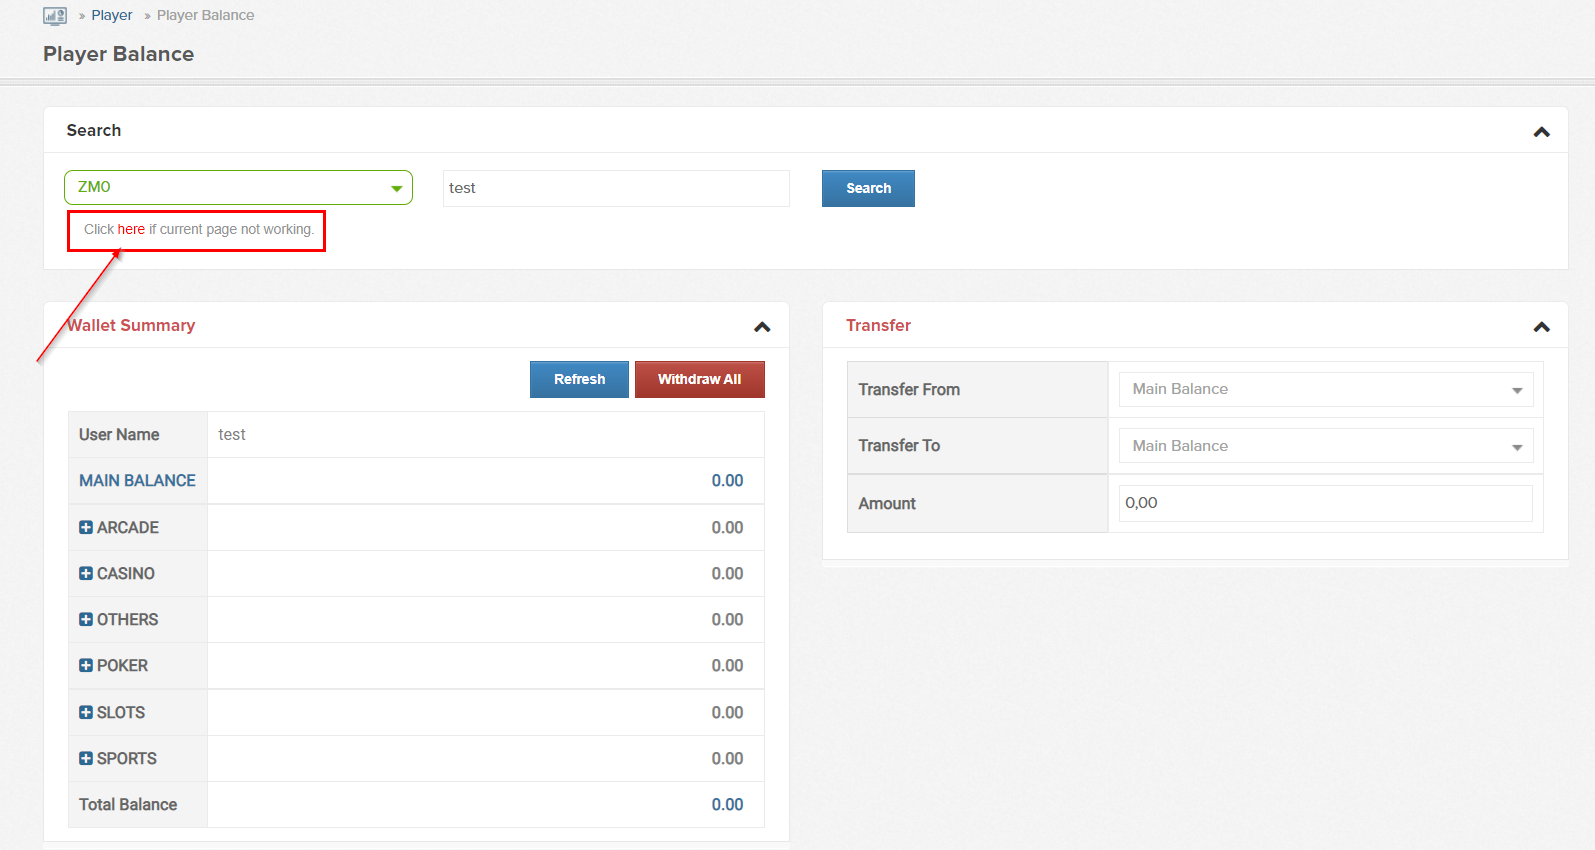 » Player » Player Balance
Player Balance
Search
ZMO
test
Search
Click here if current page not working.
Wallet Summary
Refresh
Withdraw All
User Name test
MAIN BALANCE 0.00
ARCADE 0.00
CASINO 0.00
OTHERS 0.00
POKER 0.00
SLOTS 0.00
SPORTS 0.00
Total Balance 0.00
Transfer
Transfer From Main Balance
Transfer To Main Balance
Amount 0,00